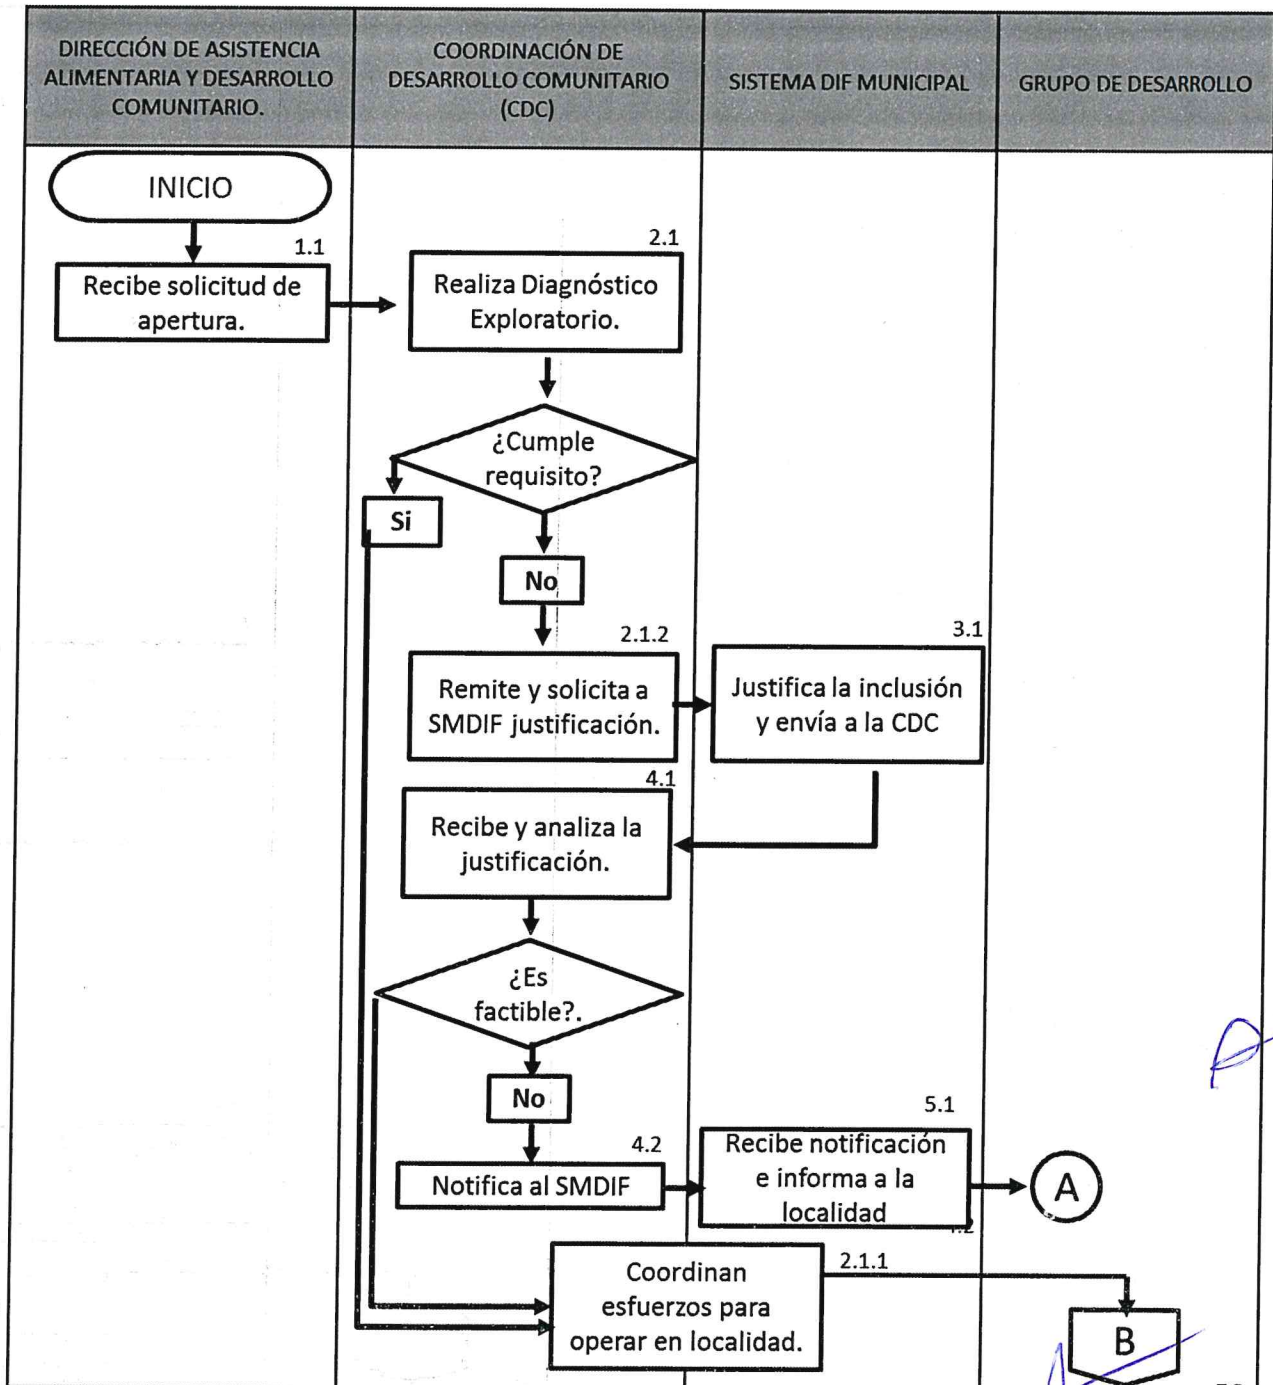 DIRECCIÓN DE ASISTENCIA
ALIMENTARIA Y DESARROLLO
COMUNITARIO.
COORDINACIÓN DE
DESARROLLO COMUNITARIO
(CDC)
SISTEMA DIF MUNICIPAL
GRUPO DE DESARROLLO
INICIO
1.1
Recibe solicitud de
apertura.
2.1
Realiza Diagnóstico
Exploratorio.
¿Cumple
requisito?
Si
No
2.1.2
Remite y solicita a
SMDIF justificación.
3.1
Justifica la inclusión
y envía a la CDC
4.1
Recibe y analiza la
justificación.
¿Es
factible?.
No
4.2
Notifica al SMDIF
5.1
Recibe notificación
e informa a la
localidad
A
Coordinan
esfuerzos para
operar en localidad.
2.1.1
B